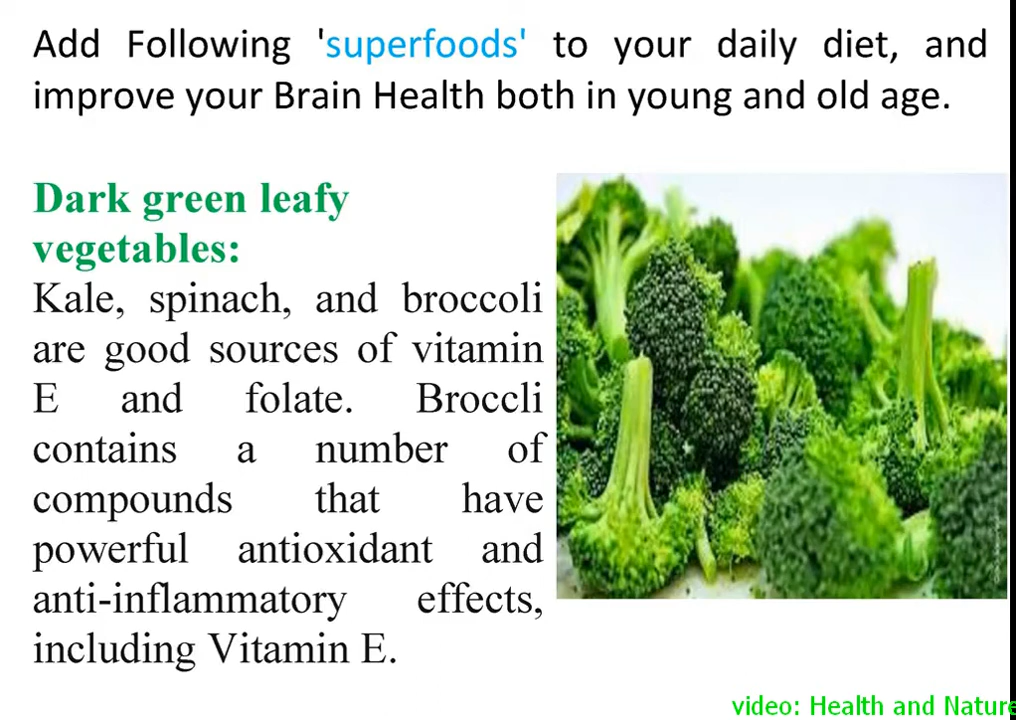 Add Following 'superfoods' to your daily diet, and
improve your Brain Health both in young and old age.
Dark green leafy
vegetables:
Kale, spinach, and broccoli
are good sources of vitamin
E and folate. Broccli
contains a number of
compounds that have
powerful antioxidant and
anti-inflammatory effects,
including Vitamin E.
video: Health and Nature